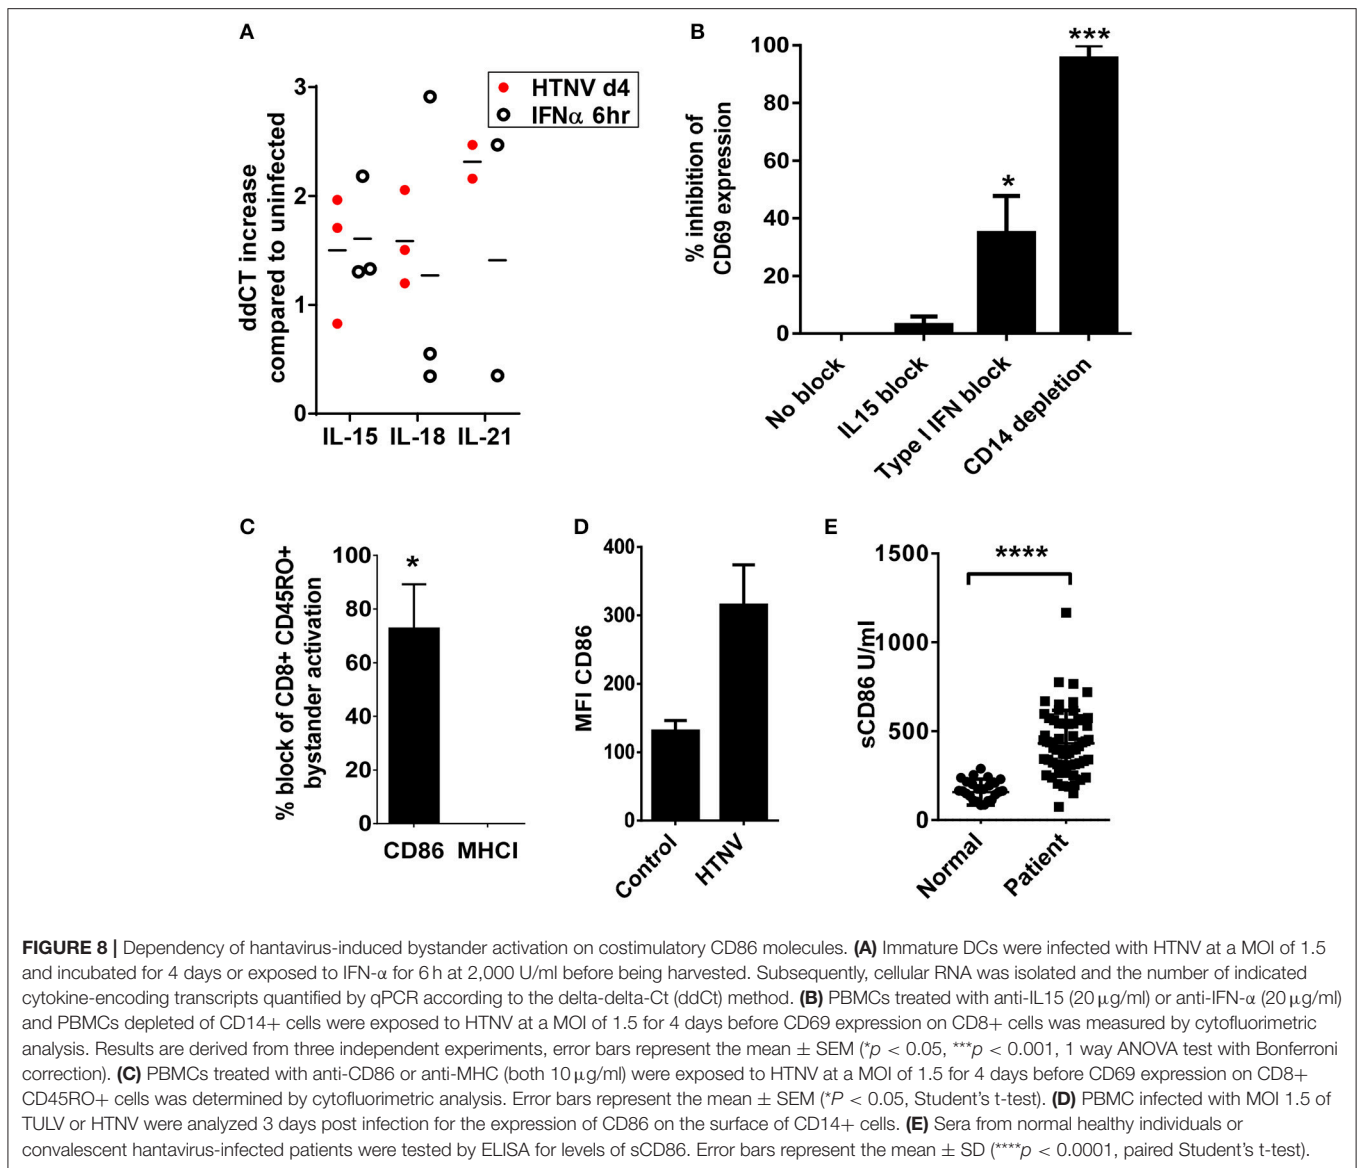 A
ddCT increase
compared to uninfected
3
2
1
0
HTNV d4
IFNα 6hr
IL-15 IL-18 IL-21
B
% inhibition of
CD69 expression
100
80
60
40
20
0
*
***
No block
IL15 block
Type I IFN block
CD14 depletion
C
% block of CD8+ CD45RO+
bystander activation
100
80
60
40
20
0
*
CD86 MHCI
D
MFI CD86
400
300
200
100
0
Control
HTNV
E
sCD86 U/ml
1500
1000
500
0
****
Normal
Patient
FIGURE 8 | Dependency of hantavirus-induced bystander activation on costimulatory CD86 molecules. (A) Immature DCs were infected with HTNV at a MOI of 1.5
and incubated for 4 days or exposed to IFN-α for 6 h at 2,000 U/ml before being harvested. Subsequently, cellular RNA was isolated and the number of indicated
cytokine-encoding transcripts quantified by qPCR according to the delta-delta-Ct (ddCt) method. (B) PBMCs treated with anti-IL15 (20 μg/ml) or anti-IFN-α (20 μg/ml)
and PBMCs depleted of CD14+ cells were exposed to HTNV at a MOI of 1.5 for 4 days before CD69 expression on CD8+ cells was measured by cytofluorimetric
analysis. Results are derived from three independent experiments, error bars represent the mean ± SEM (*p < 0.05, ***p < 0.001, 1 way ANOVA test with Bonferroni
correction). (C) PBMCs treated with anti-CD86 or anti-MHC (both 10 μg/ml) were exposed to HTNV at a MOI of 1.5 for 4 days before CD69 expression on CD8+
CD45RO+ cells was determined by cytofluorimetric analysis. Error bars represent the mean ± SEM (*P < 0.05, Student's t-test). (D) PBMC infected with MOI 1.5 of
TULV or HTNV were analyzed 3 days post infection for the expression of CD86 on the surface of CD14+ cells. (E) Sera from normal healthy individuals or
convalescent hantavirus-infected patients were tested by ELISA for levels of sCD86. Error bars represent the mean ± SD (****p < 0.0001, paired Student's t-test).